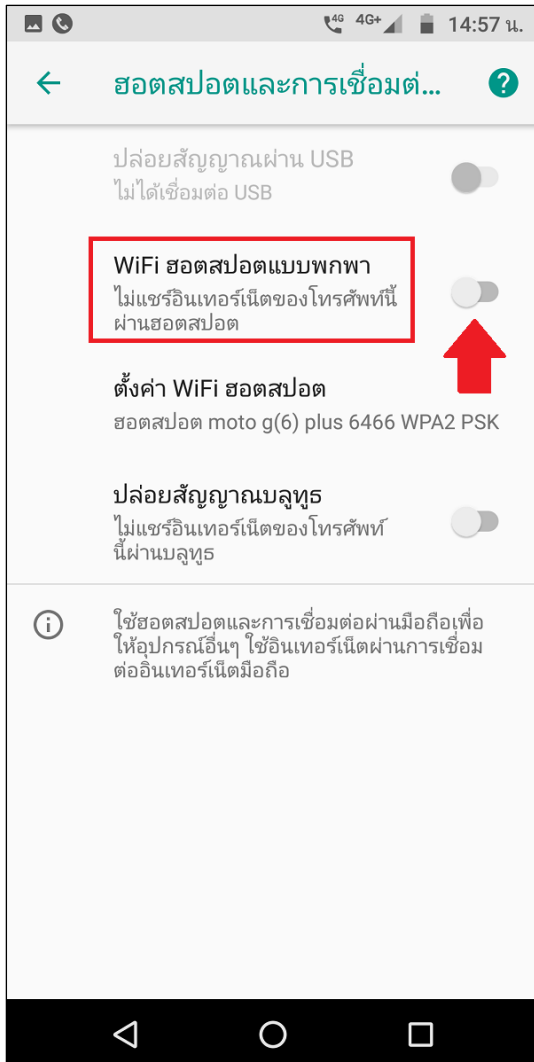 4G 4G+ 14:57 น.
ฮอตสปอตและการเชื่อมต่...
ปล่อยสัญญาณผ่าน USB
ไม่ได้เชื่อมต่อ USB
WiFi ฮอตสปอตแบบพกพา
ไม่แชร์อินเทอร์เน็ตของโทรศัพท์นี้
ผ่านฮอตสปอต
ตั้งค่า WiFi ฮอตสปอต
ฮอตสปอต moto g(6) plus 6466 WPA2 PSK
ปล่อยสัญญาณบลูทูธ
ไม่แชร์อินเทอร์เน็ตของโทรศัพท์
นี้ผ่านบลูทูธ
ใช้ฮอตสปอตและการเชื่อมต่อผ่านมือถือเพื่อ
ให้อุปกรณ์อื่นๆ ใช้อินเทอร์เน็ตผ่านการเชื่อม
ต่ออินเทอร์เน็ตมือถือ